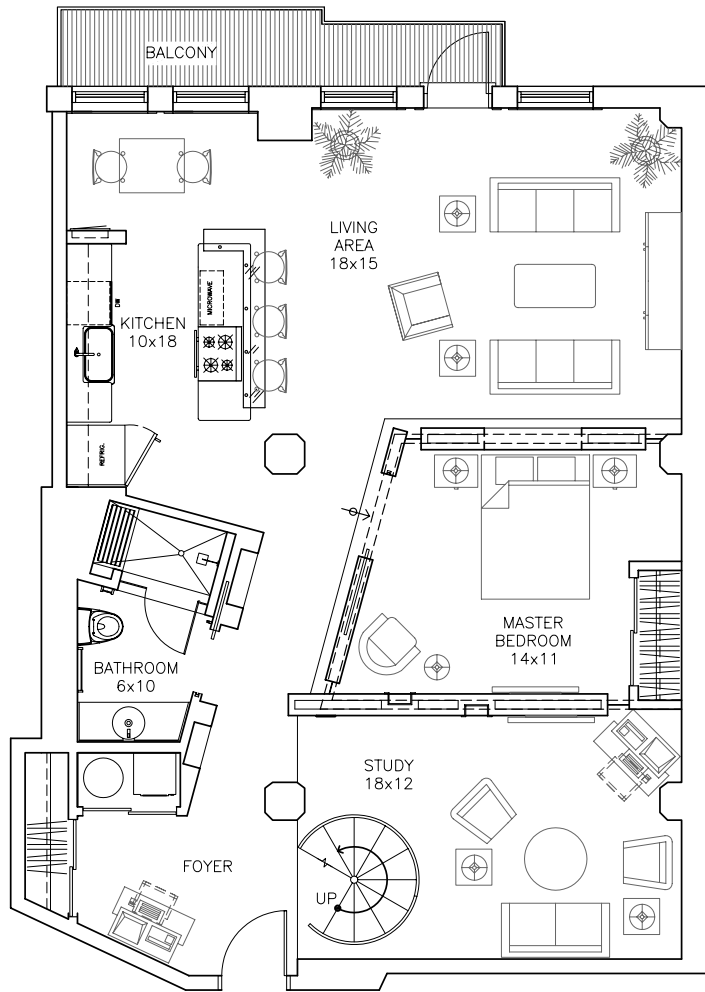 BALCONY
LIVING
AREA
18x15
MICROWAVE
DW
KITCHEN
10x18
REFRIG.
MASTER
BEDROOM
14x11
BATHROOM
6x10
STUDY
18x12
FOYER
UP